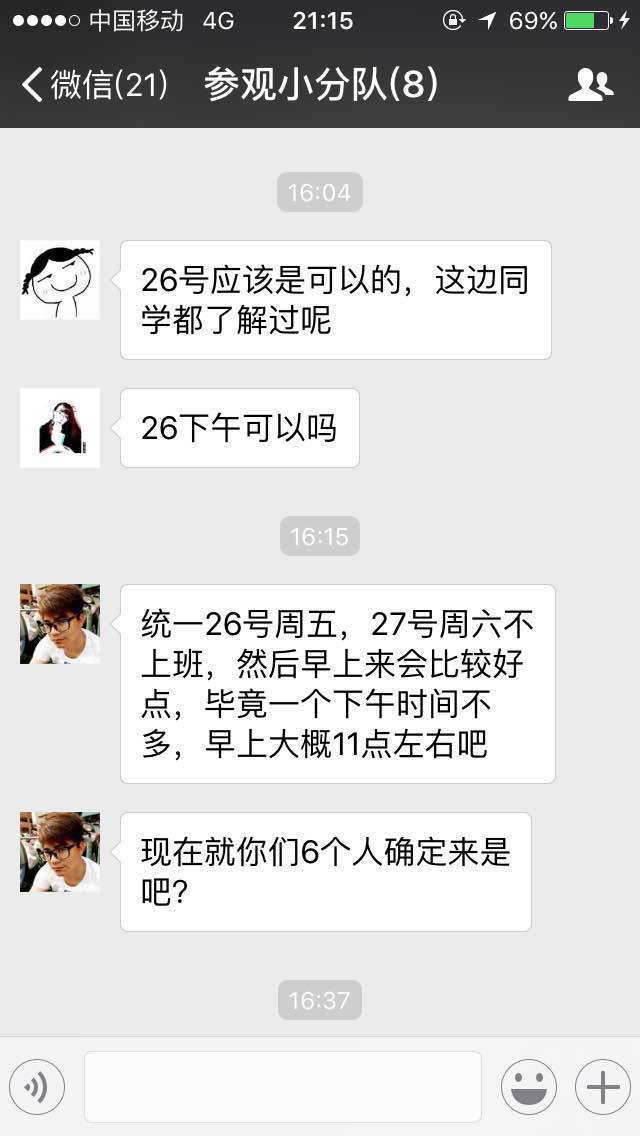 中国移动 4G 21:15 69%
微信(21) 参观小分队(8)
16:04
26号应该是可以的，这边同
学都了解过呢
26下午可以吗
16:15
统一26号周五，27号周六不
上班，然后早上来会比较好
点，毕竟一个下午时间不
多，早上大概11点左右吧
现在就你们6个人确定来是
吧?
16:37